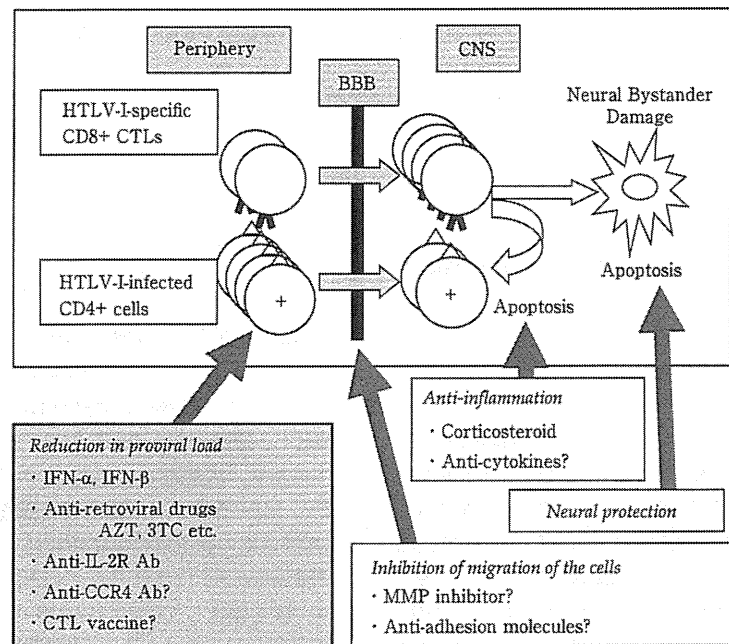 Periphery
CNS
BBB
HTLV-I-specific
CD8+ CTLs
Neural Bystander
Damage
HTLV-I-infected
CD4+ cells
+
+
Apoptosis
Apoptosis
Anti-inflammation
· Corticosteroid
· Anti-cytokines?
Reduction in proviral load
· IFN-α, IFN-β
· Anti-retroviral drugs
AZT, 3TC etc.
· Anti-IL-2R Ab
· Anti-CCR4 Ab?
· CTL vaccine?
Neural protection
Inhibition of migration of the cells
· MMP inhibitor?
· Anti-adhesion molecules?